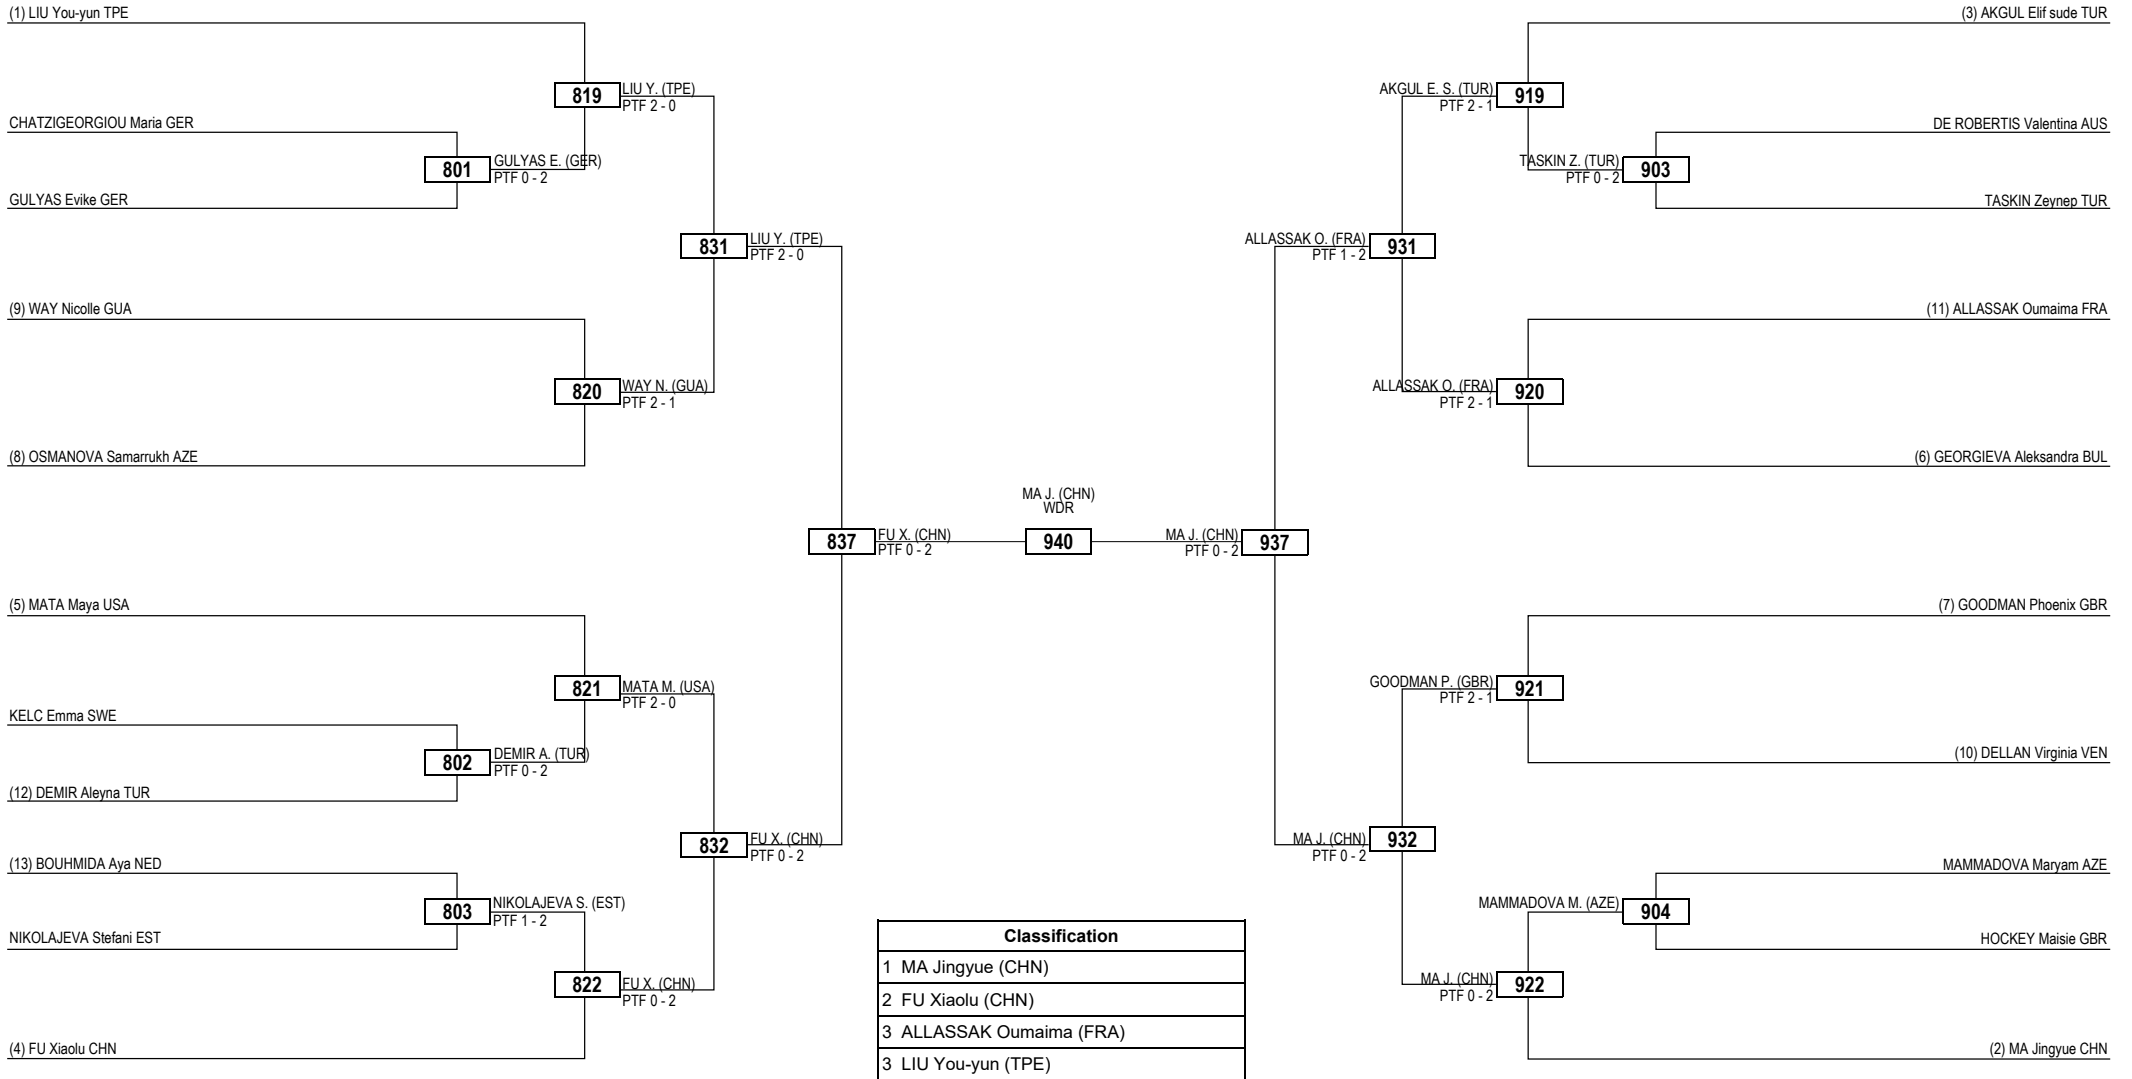 (1) LIU You-yun TPE
(3) AKGUL Elif sude TUR
819
LIU Y. (TPE)
PTF 2 - 0
AKGUL E. S. (TUR)
PTF 2 - 1
919
CHATZIGEORGIOU Maria GER
DE ROBERTIS Valentina AUS
801
GULYAS E. (GER)
PTF 0 - 2
TASKIN Z. (TUR)
PTF 0 - 2
903
GULYAS Evike GER
TASKIN Zeynep TUR
831
LIU Y. (TPE)
PTF 2 - 0
ALLASSAK O. (FRA)
PTF 1 - 2
931
(9) WAY Nicolle GUA
(11) ALLASSAK Oumaima FRA
820
WAY N. (GUA)
PTF 2 - 1
ALLASSAK O. (FRA)
PTF 2 - 1
920
(8) OSMANOVA Samarrukh AZE
(6) GEORGIEVA Aleksandra BUL
MA J. (CHN)
WDR
837
FU X. (CHN)
PTF 0 - 2
940
MA J. (CHN)
PTF 0 - 2
937
(5) MATA Maya USA
(7) GOODMAN Phoenix GBR
821
MATA M. (USA)
PTF 2 - 0
GOODMAN P. (GBR)
PTF 2 - 1
921
KELC Emma SWE
802
DEMIR A. (TUR)
PTF 0 - 2
(10) DELLAN Virginia VEN
(12) DEMIR Aleyna TUR
832
FU X. (CHN)
PTF 0 - 2
MA J. (CHN)
PTF 0 - 2
932
(13) BOUHMIDA Aya NED
MAMMADOVA Maryam AZE
803
NIKOLAJEVA S. (EST)
PTF 1 - 2
MAMMADOVA M. (AZE)
904
NIKOLAJEVA Stefani EST
HOCKEY Maisie GBR
822
FU X. (CHN)
PTF 0 - 2
MA J. (CHN)
PTF 0 - 2
922
(4) FU Xiaolu CHN
(2) MA Jingyue CHN
Classification
1 MA Jingyue (CHN)
2 FU Xiaolu (CHN)
3 ALLASSAK Oumaima (FRA)
3 LIU You-yun (TPE)